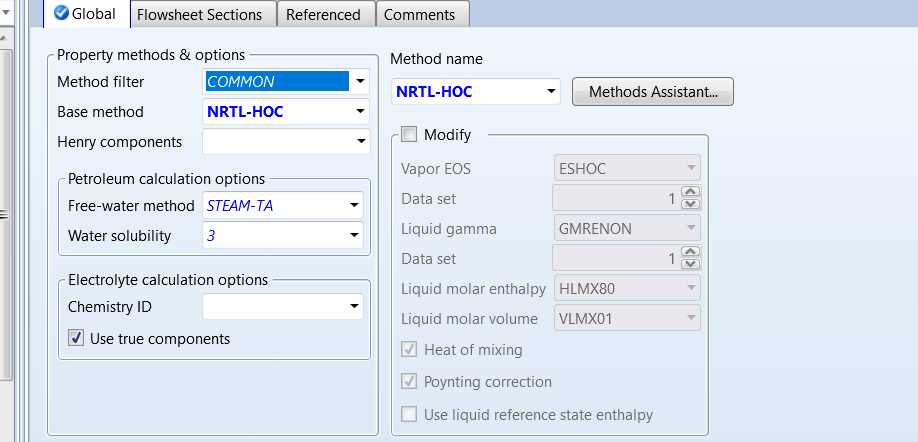 Global
Flowsheet Sections
Referenced
Comments
Property methods & options
Method filter COMMON
Base method NRTL-HOC
Henry components
Petroleum calculation options
Free-water method STEAM-TA
Water solubility 3
Electrolyte calculation options
Chemistry ID
Use true components
Method name
NRTL-HOC Methods Assistant...
Modify
Vapor EOS ESHOC
Data set 1
Liquid gamma GMRENON
Data set 1
Liquid molar enthalpy HLMX80
Liquid molar volume VLMX01
Heat of mixing
Poynting correction
Use liquid reference state enthalpy